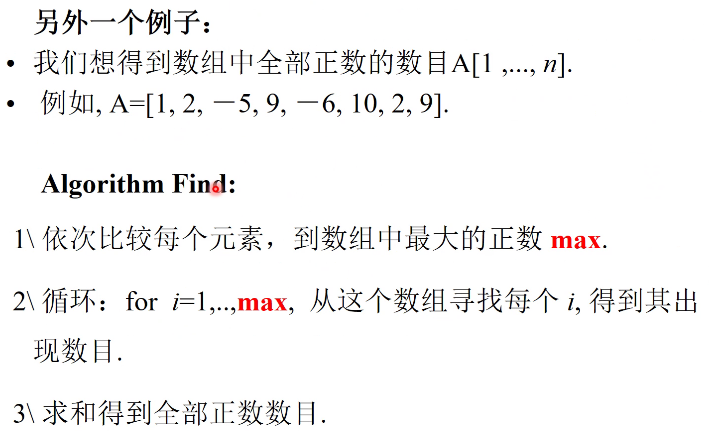 另外一个例子：
• 我们想得到数组中全部正数的数目A[1 ,..., n].
• 例如, A=[1, 2, －5, 9, －6, 10, 2, 9].
Algorithm Find:
1\ 依次比较每个元素，到数组中最大的正数 max.
2\ 循环：for i=1,..,max, 从这个数组寻找每个 i, 得到其出
现数目.
3\ 求和得到全部正数数目.